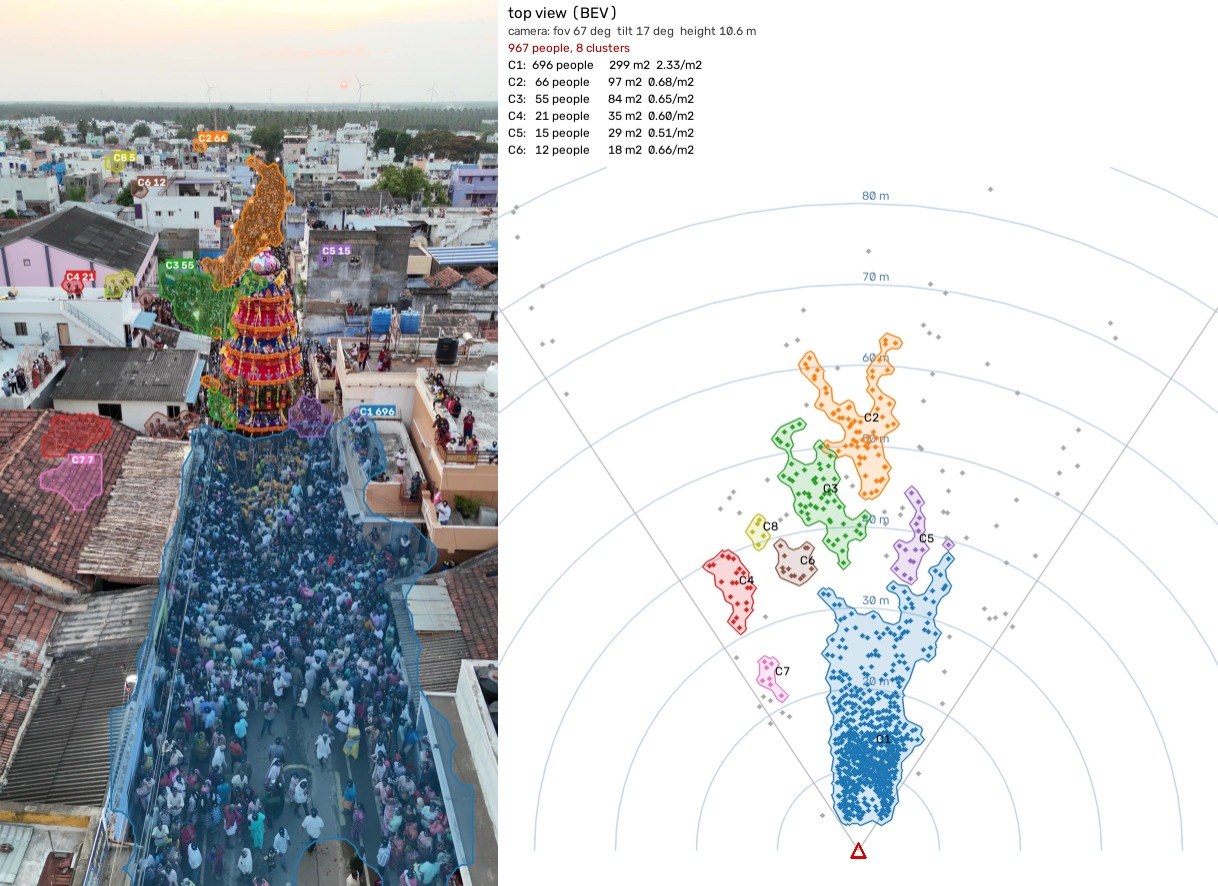 top view (BEV)
camera: fov 67 deg tilt 17 deg height 10.6 m
967 people, 8 clusters
C1: 696 people 299 m2 2.33/m2
C2: 66 people 97 m2 0.68/m2
C3: 55 people 84 m2 0.65/m2
C4: 21 people 35 m2 0.60/m2
C5: 15 people 29 m2 0.51/m2
C6: 12 people 18 m2 0.66/m2
C2 66
C8 5
C6 12
C5 15
C3 55
C4 21
C1 696
C7 7
80 m
70 m
60 m
C2
50 m
C3
40 m
C8
C5
C6
C4
30 m
C7
20 m
C1